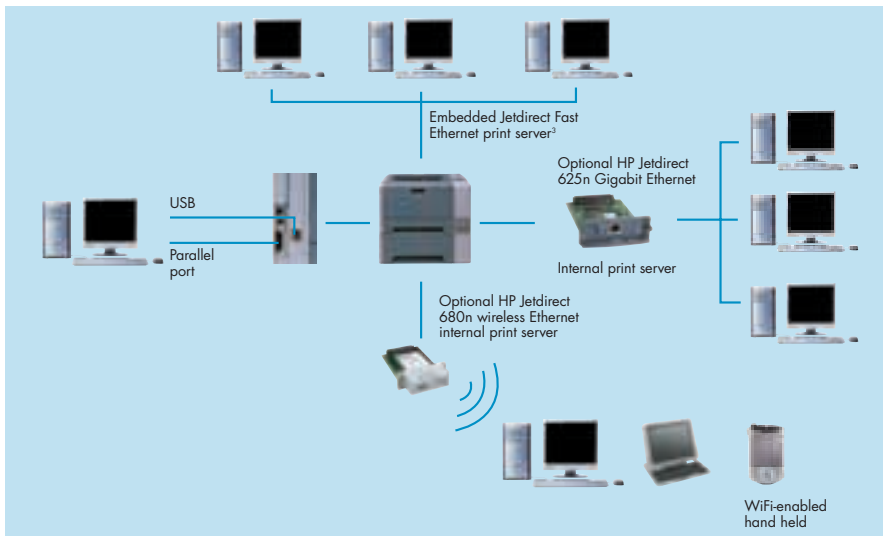 Embedded Jetdirect Fast
Ethernet print server³
Optional HP Jetdirect
625n Gigabit Ethernet
USB
Parallel
port
Internal print server
Optional HP Jetdirect
680n wireless Ethernet
internal print server
WiFi-enabled
hand held